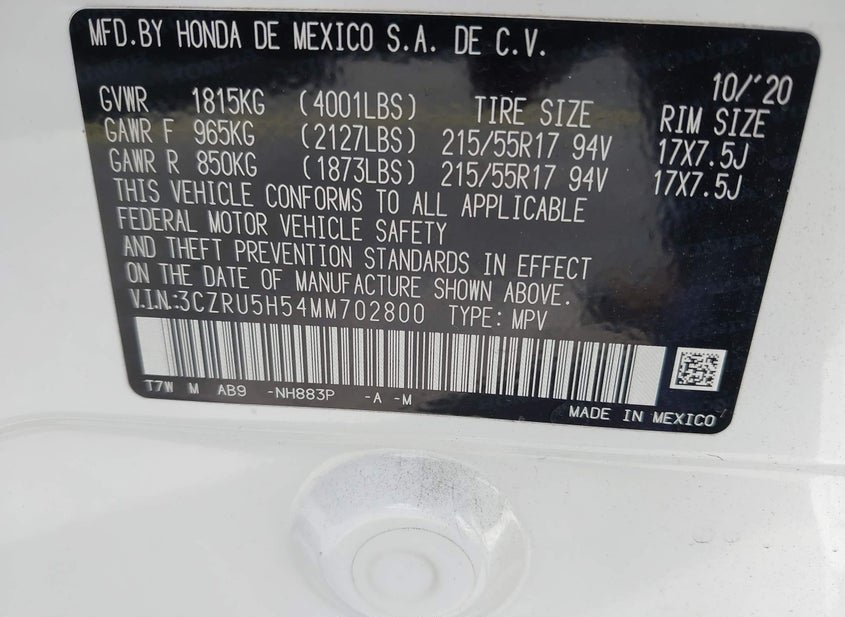 MFD.BY HONDA DE MEXICO S.A. DE C.V.
10/'20
GVWR 1815KG (4001LBS) TIRE SIZE RIM SIZE
GAWR F 965KG (2127LBS) 215/55R17 94V 17X7.5J
GAWR R 850KG (1873LBS) 215/55R17 94V 17X7.5J
THIS VEHICLE CONFORMS TO ALL APPLICABLE
FEDERAL MOTOR VEHICLE SAFETY
AND THEFT PREVENTION STANDARDS IN EFFECT
ON THE DATE OF MANUFACTURE SHOWN ABOVE.
V.I.N.:3CZRU5H54MM702800 TYPE: MPV
T7W M AB9 -NH883P -A -M
MADE IN MEXICO